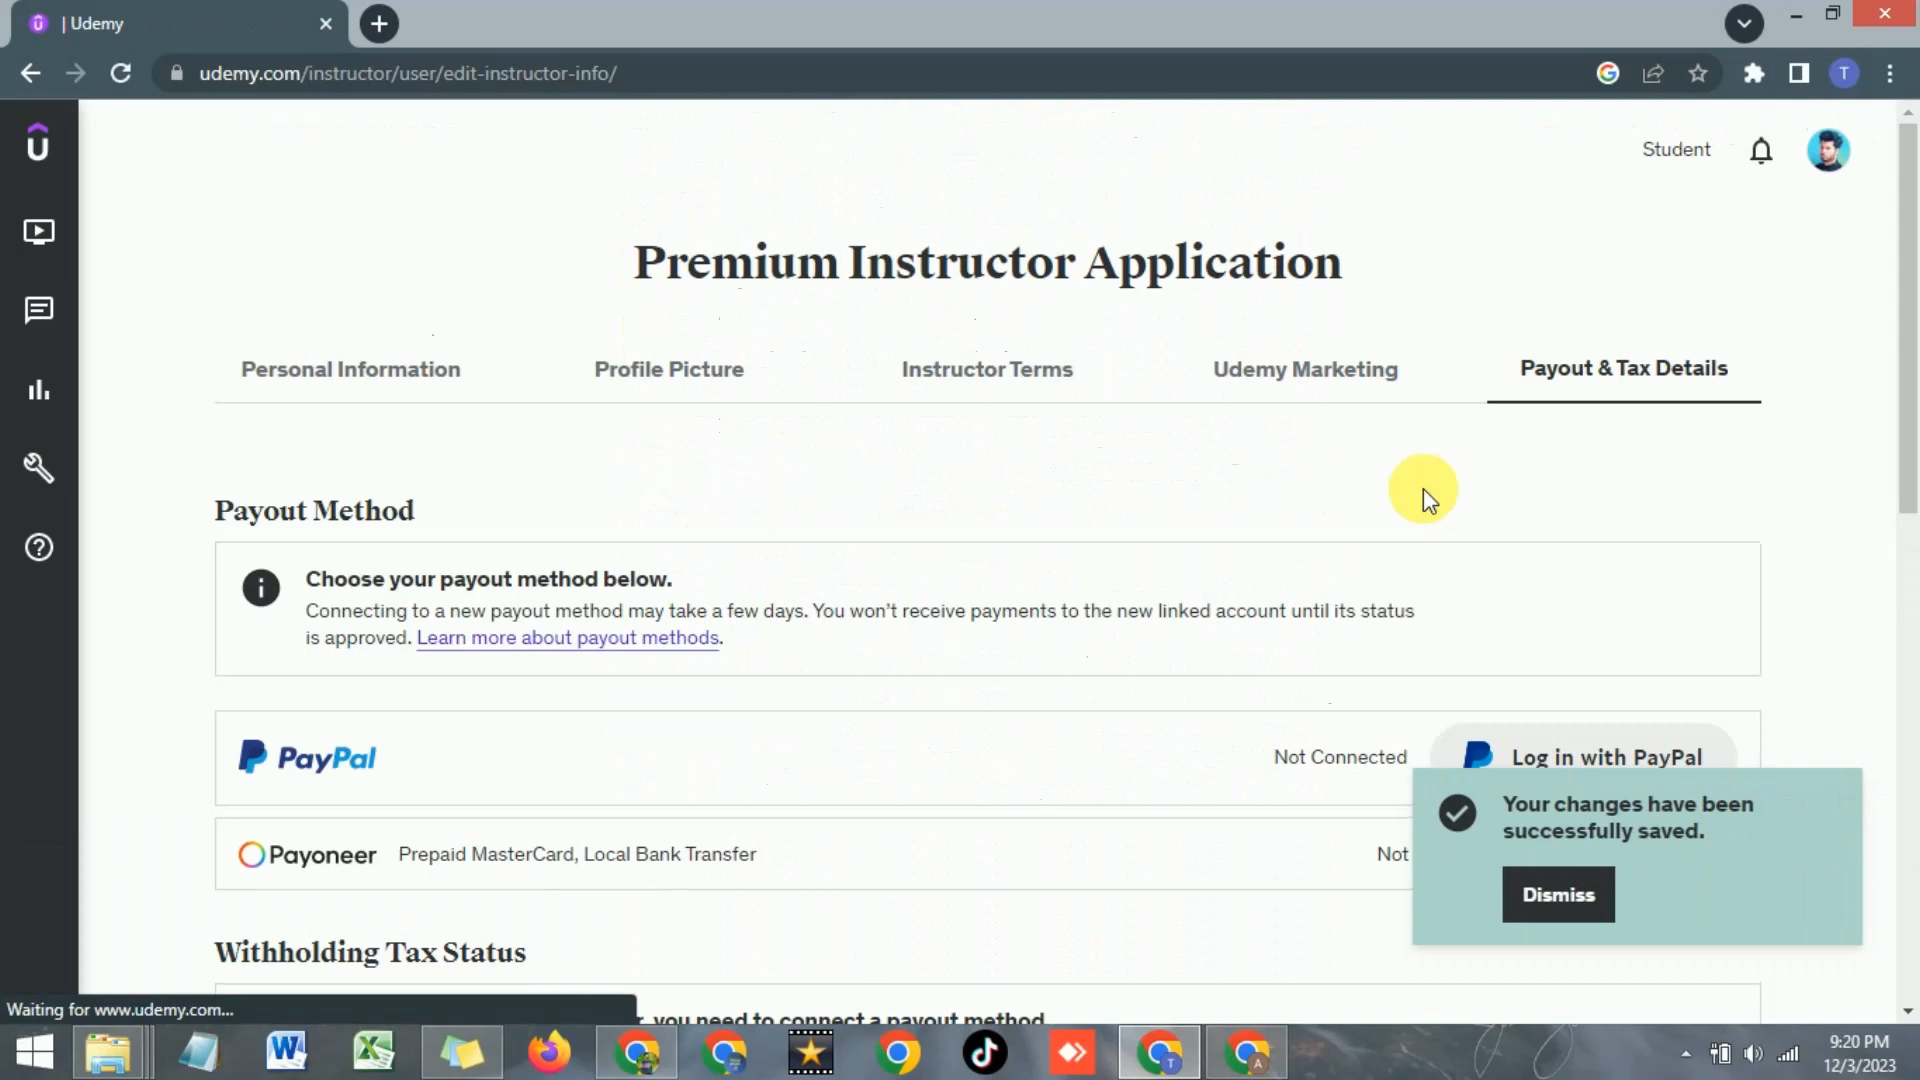 | Udemy
udemy.com/instructor/user/edit-instructor-info/
T
Student
Premium Instructor Application
Personal Information
Profile Picture
Instructor Terms
Udemy Marketing
Payout & Tax Details
Payout Method
Choose your payout method below.
Connecting to a new payout method may take a few days. You won't receive payments to the new linked account until its status
is approved. Learn more about payout methods.
PayPal
Not Connected
Log in with PayPal
Payoneer
Prepaid MasterCard, Local Bank Transfer
Not
Your changes have been
successfully saved.
Dismiss
Withholding Tax Status
Waiting for www.udemy.com...
, you need to connect a payout method
9:20 PM
12/3/2023